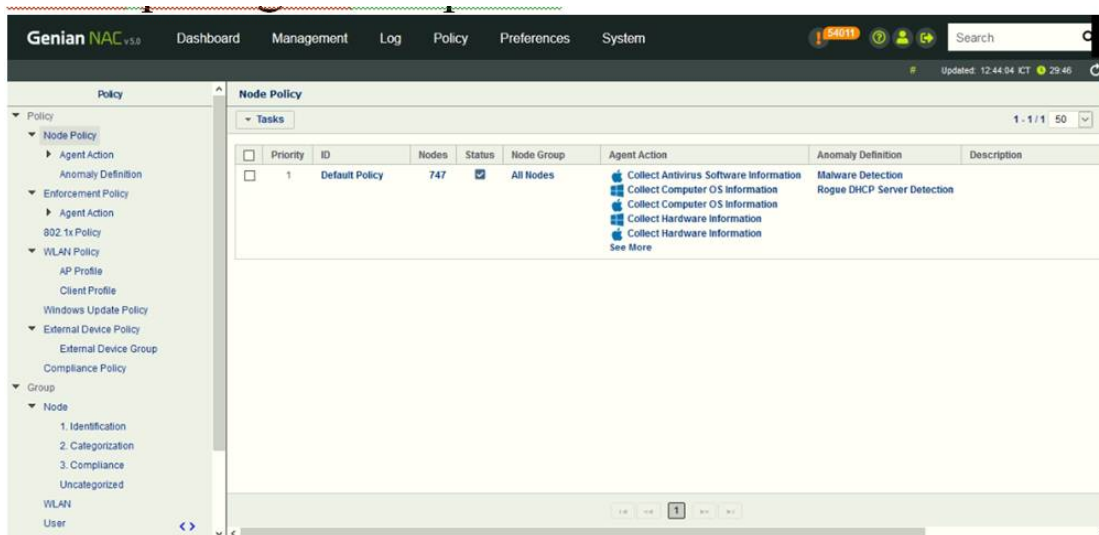 Genian NAC v5.0 Dashboard Management Log Policy Preferences System 54011 Search
# Updated: 12:44:04 ICT 29:46
Policy
Policy
Node Policy
Agent Action
Anomaly Definition
Enforcement Policy
Agent Action
802.1x Policy
WLAN Policy
AP Profile
Client Profile
Windows Update Policy
External Device Policy
External Device Group
Compliance Policy
Group
Node
1. Identification
2. Categorization
3. Compliance
Uncategorized
WLAN
User
Node Policy
Tasks 1 - 1 / 1 50
Priority ID Nodes Status Node Group Agent Action Anomaly Definition Description
1 Default Policy 747 All Nodes Collect Antivirus Software Information Malware Detection
Collect Computer OS Information Rogue DHCP Server Detection
Collect Computer OS Information
Collect Hardware Information
Collect Hardware Information
See More
1